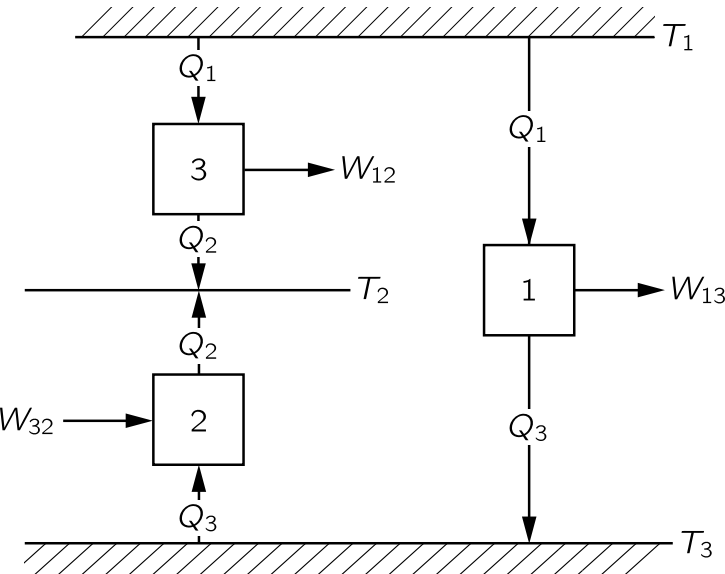 T₁
Q₁
Q₁
3
W₁₂
Q₂
T₂
1
W₁₃
Q₂
W₃₂
2
Q₃
Q₃
T₃